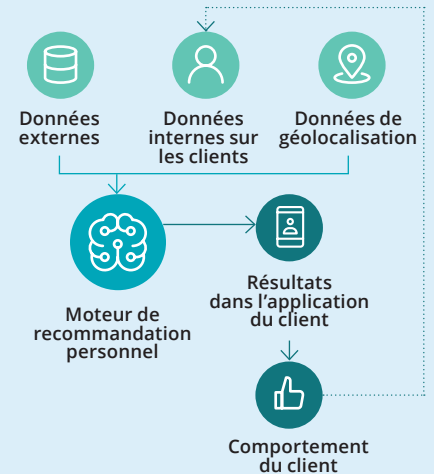 Données
externes
Données
internes sur
les clients
Données de
géolocalisation
Moteur de
recommandation
personnel
Résultats
dans l’application
du client
Comportement
du client